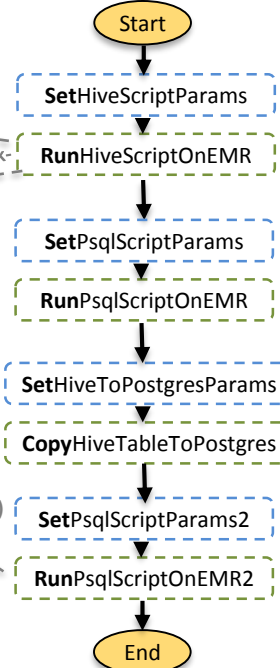 Start
SetHiveScriptParams
x-
RunHiveScriptOnEMR
SetPsqlScriptParams
RunPsqlScriptOnEMR
SetHiveToPostgresParams
CopyHiveTableToPostgres
SetPsqlScriptParams2
RunPsqlScriptOnEMR2
End